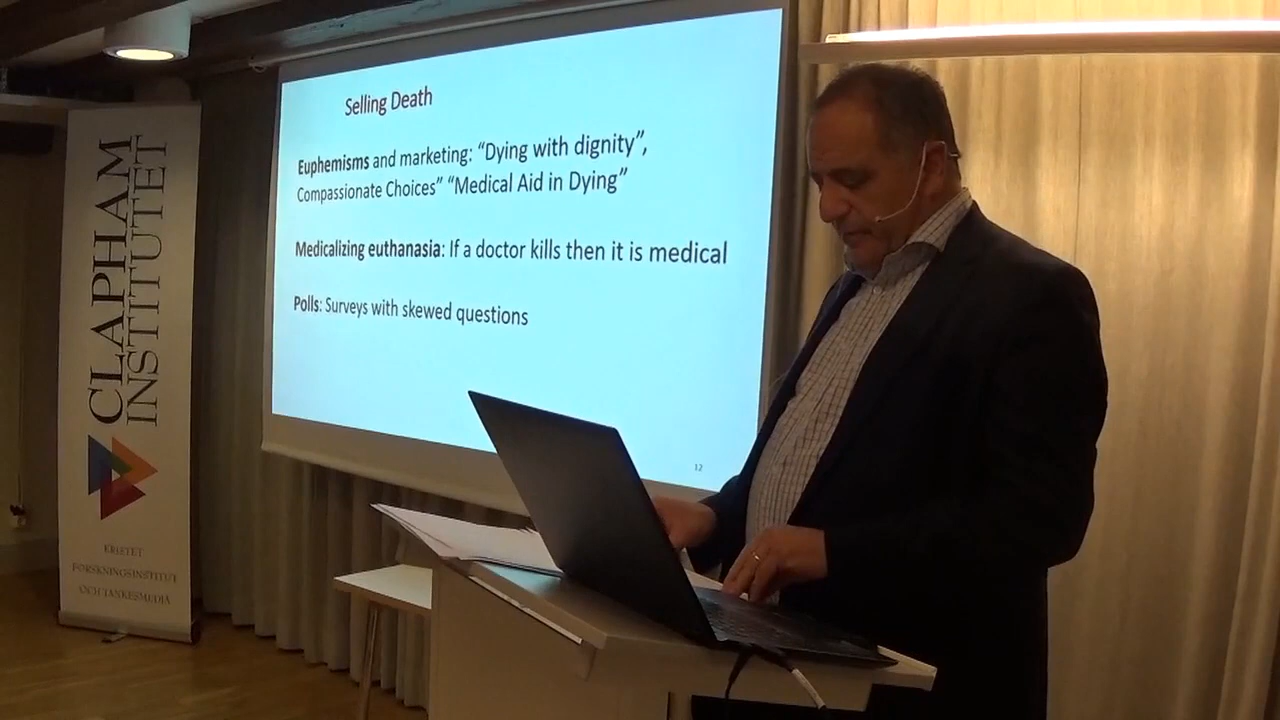 CLAPHAM
INSTITUTET
KRISTET
FORSKNINGSINSTITUT
OCH TANKESMEDJA
Selling Death
Euphemisms and marketing: “Dying with dignity”,
Compassionate Choices” “Medical Aid in Dying”
Medicalizing euthanasia: If a doctor kills then it is medical
Polls: Surveys with skewed questions
12